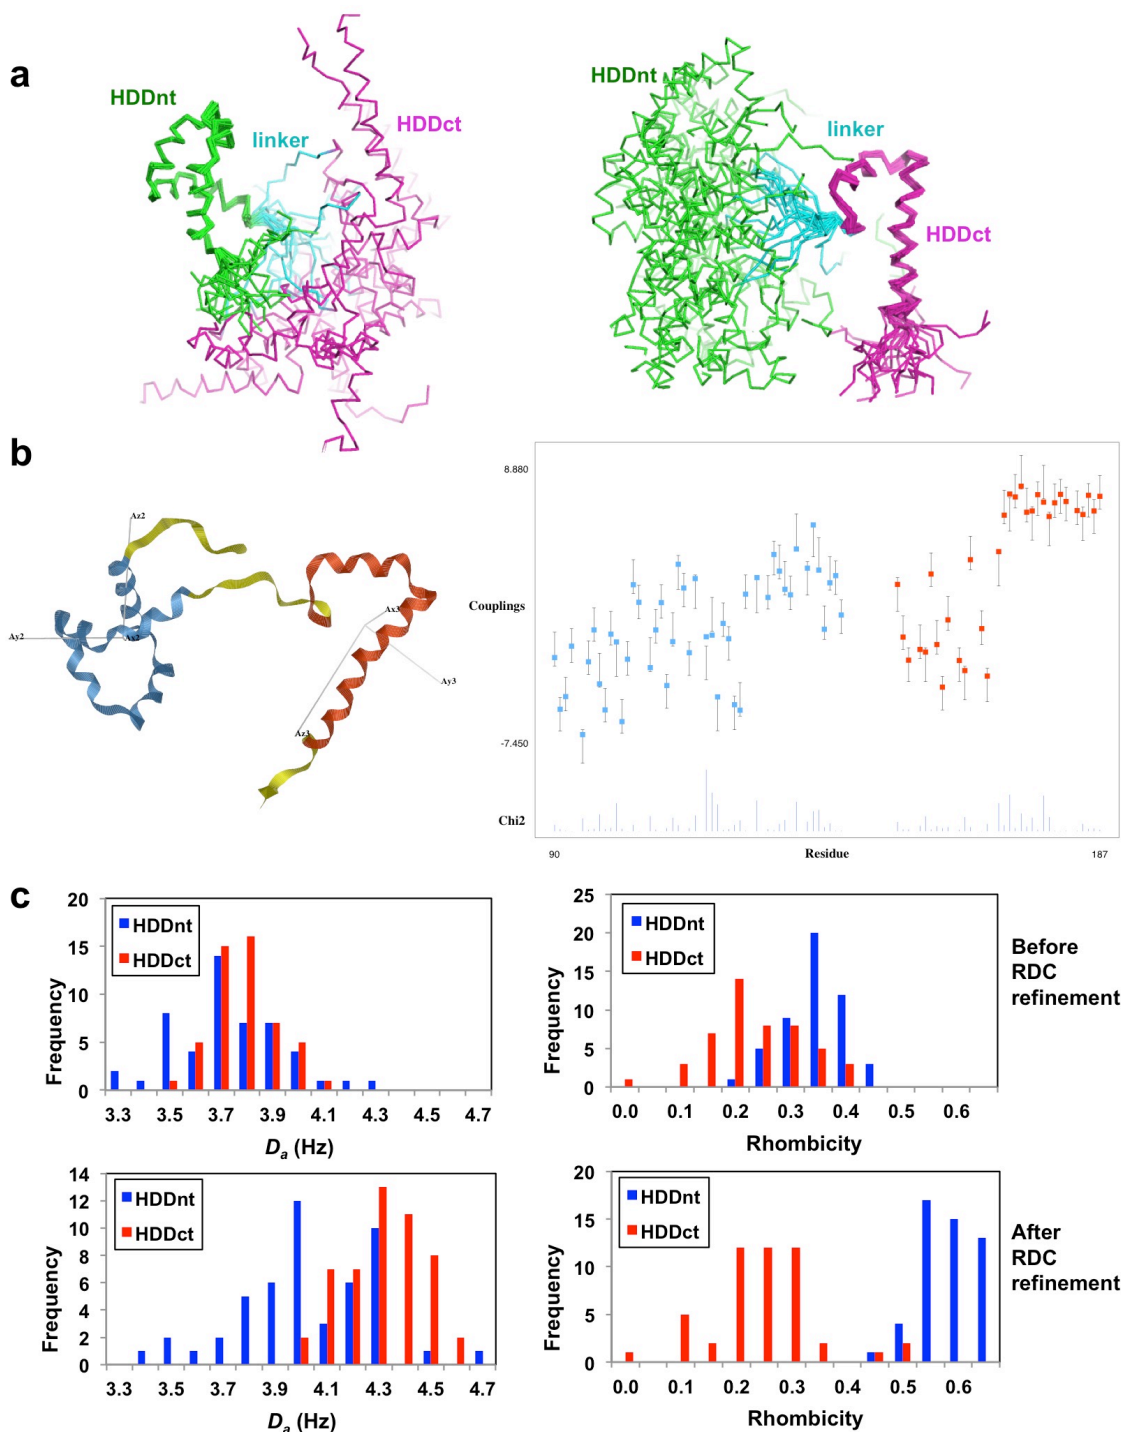 a
HDDnt
linker
HDDct
HDDnt
linker
HDDct
b
Az2
Ay2
Ax2
Ax3
Ay3
Az3
8.880
Couplings
-7.450
Chi2
90
Residue
187
c
20
15
10
5
0
Frequency
HDDnt
HDDct
3.3 3.5 3.7 3.9 4.1 4.3 4.5 4.7
Da (Hz)
25
20
15
10
5
0
Frequency
HDDnt
HDDct
0.0 0.1 0.2 0.3 0.4 0.5 0.6
Rhombicity
Before
RDC
refinement
14
12
10
8
6
4
2
0
Frequency
HDDnt
HDDct
3.3 3.5 3.7 3.9 4.1 4.3 4.5 4.7
Da (Hz)
20
15
10
5
0
Frequency
HDDnt
HDDct
0.0 0.1 0.2 0.3 0.4 0.5 0.6
Rhombicity
After
RDC
refinement